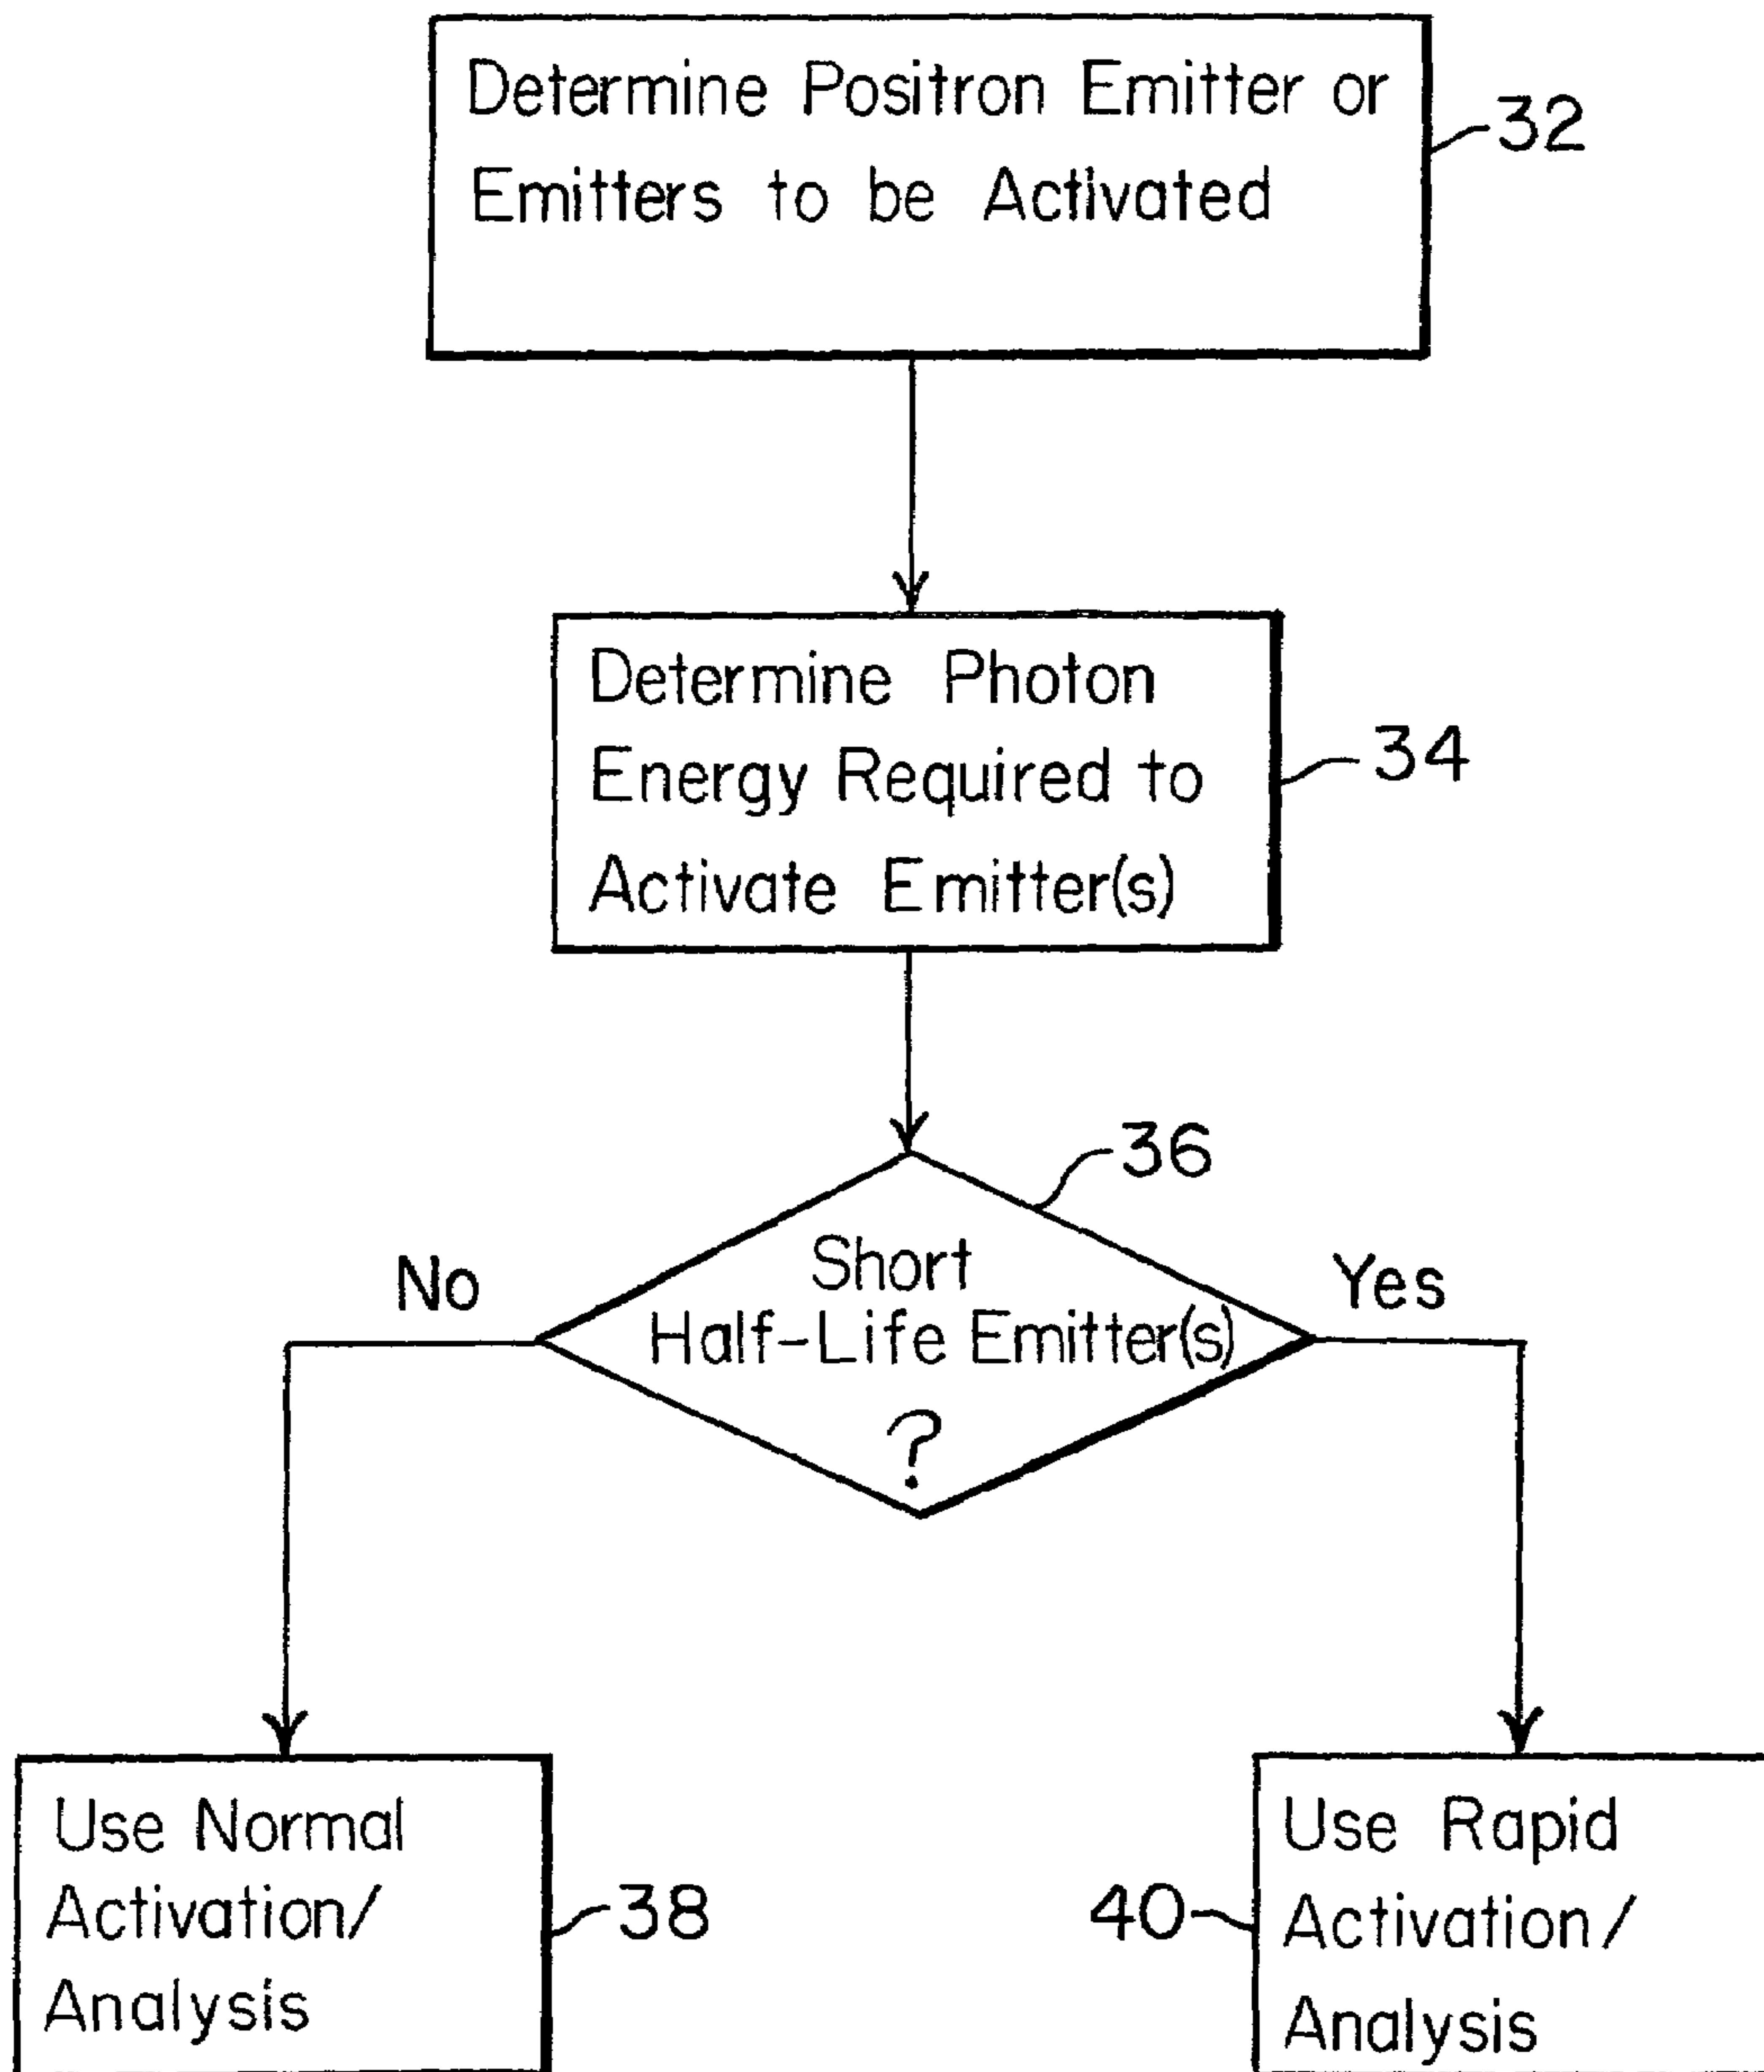 Determine Positron Emitter or
Emitters to be Activated
32
Determine Photon
Energy Required to
Activate Emitter(s)
34
36
Short
Half-Life Emitter(s)
?
No
Yes
Use Normal
Activation/
Analysis
38
40
Use Rapid
Activation/
Analysis